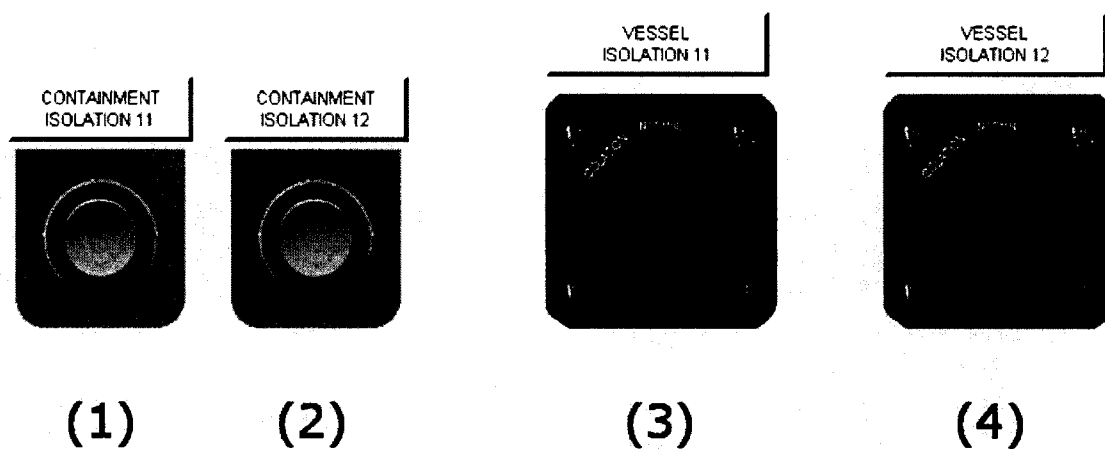 CONTAINMENT
ISOLATION 11
CONTAINMENT
ISOLATION 12
VESSEL
ISOLATION 11
VESSEL
ISOLATION 12
(1)
(2)
(3)
(4)